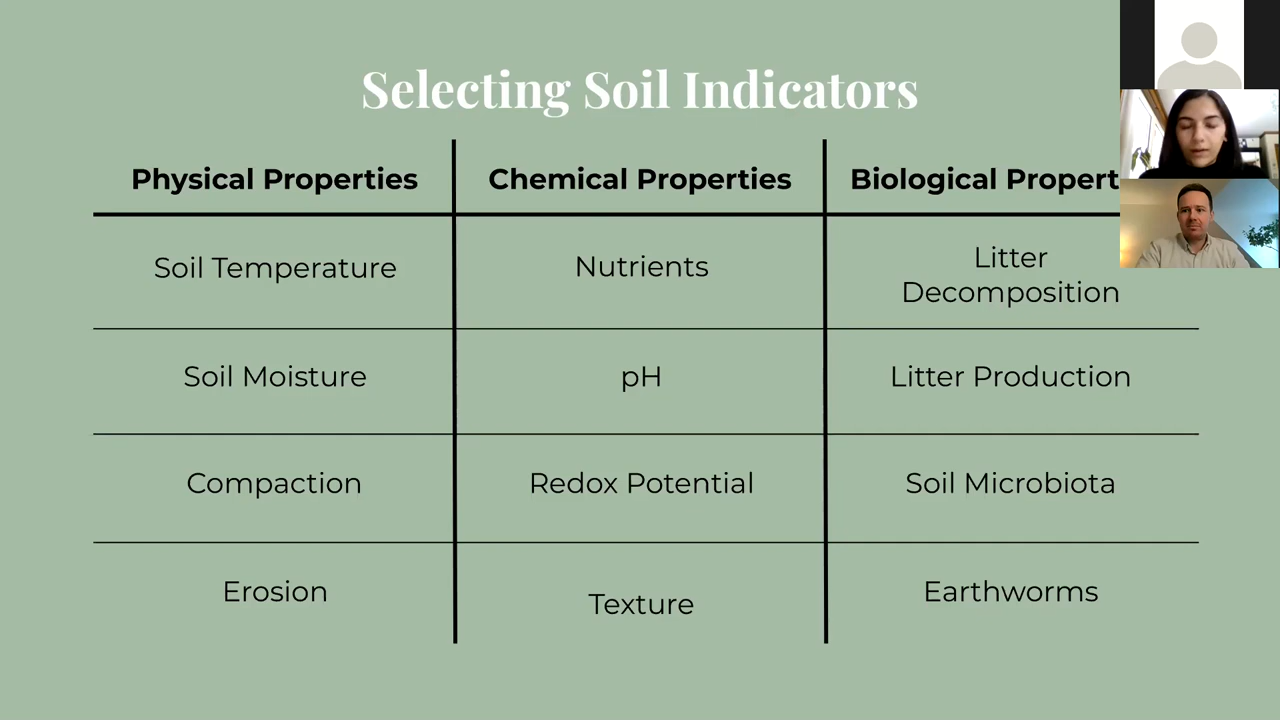 Selecting Soil Indicators
Physical Properties
Chemical Properties
Biological Propert
Soil Temperature
Nutrients
Litter
Decomposition
Soil Moisture
pH
Litter Production
Compaction
Redox Potential
Soil Microbiota
Erosion
Texture
Earthworms